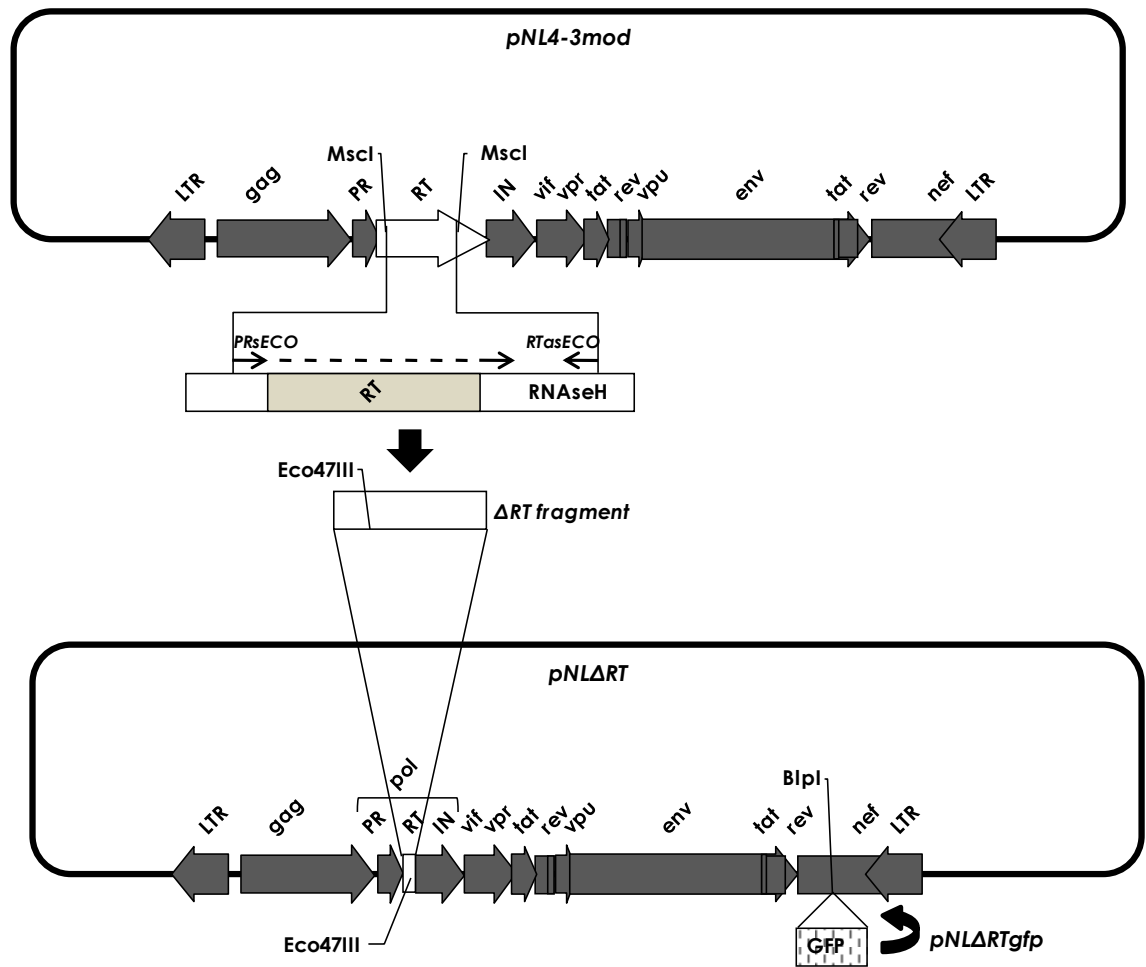 pNL4-3mod
MscI
MscI
LTR
gag
PR
RT
IN
vif
vpr
tat
rev
vpu
env
tat
rev
nef
LTR
PRsECO
RTasECO
RT
RNAseH
Eco47III
ΔRT fragment
pNLΔRT
pol
BlpI
LTR
gag
PR
RT
IN
vif
vpr
tat
rev
vpu
env
tat
rev
nef
LTR
Eco47III
GFP
pNLΔRTgfp